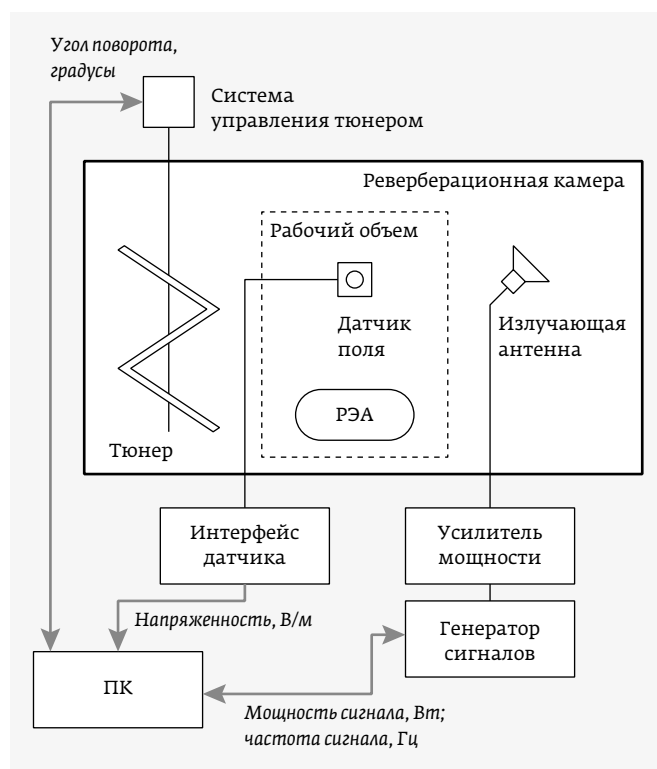 Угол поворота,
градусы
Система
управления тюнером
Реверберационная камера
Рабочий объем
Датчик
поля
Излучающая
антенна
РЭА
Тюнер
Интерфейс
датчика
Усилитель
мощности
Напряженность, В/м
Генератор
сигналов
ПК
Мощность сигнала, Вт;
частота сигнала, Гц